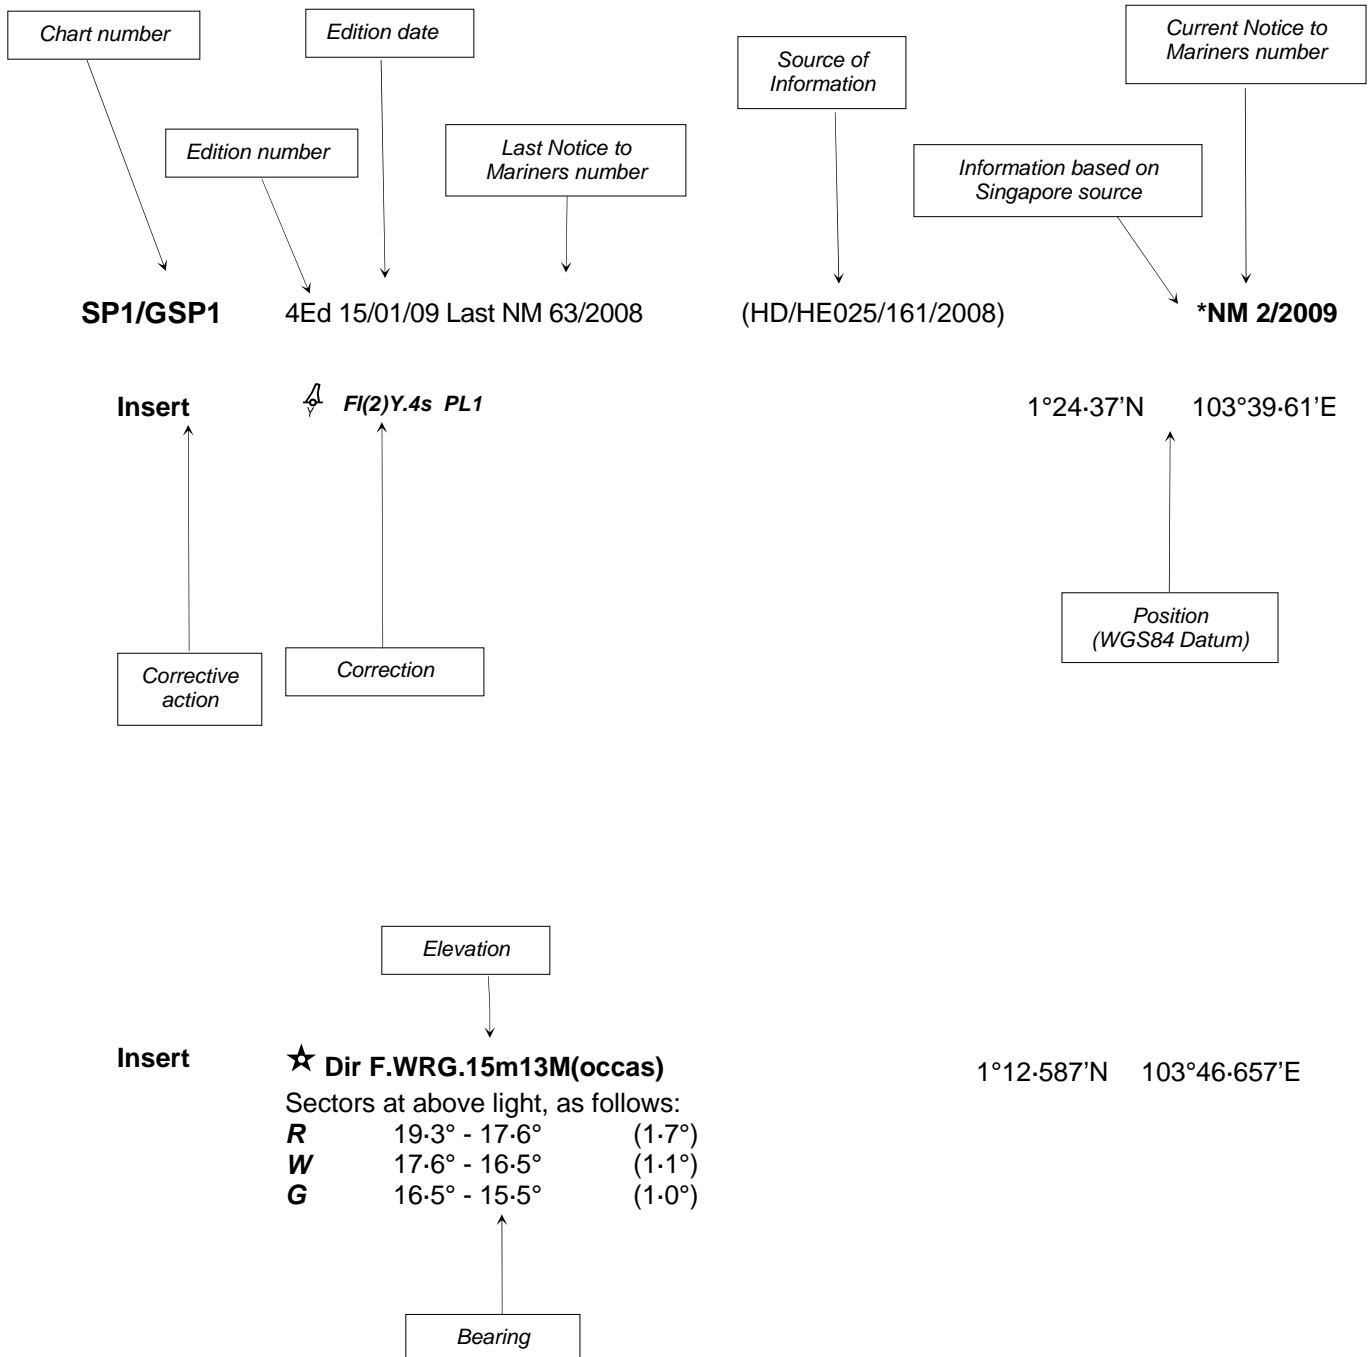 Chart number
Edition date
Source of
Information
Current Notice to
Mariners number
Edition number
Last Notice to
Mariners number
Information based on
Singapore source
SP1/GSP1 4Ed 15/01/09 Last NM 63/2008 (HD/HE025/161/2008) *NM 2/2009
Insert Y Fl(2)Y.4s PL1 1°24·37’N 103°39·61’E
Position
(WGS84 Datum)
Corrective
action
Correction
Elevation
Insert Dir F.WRG.15m13M(occas) 1°12·587’N 103°46·657’E
Sectors at above light, as follows:
R 19·3° - 17·6° (1·7°)
W 17·6° - 16·5° (1·1°)
G 16·5° - 15·5° (1·0°)
Bearing